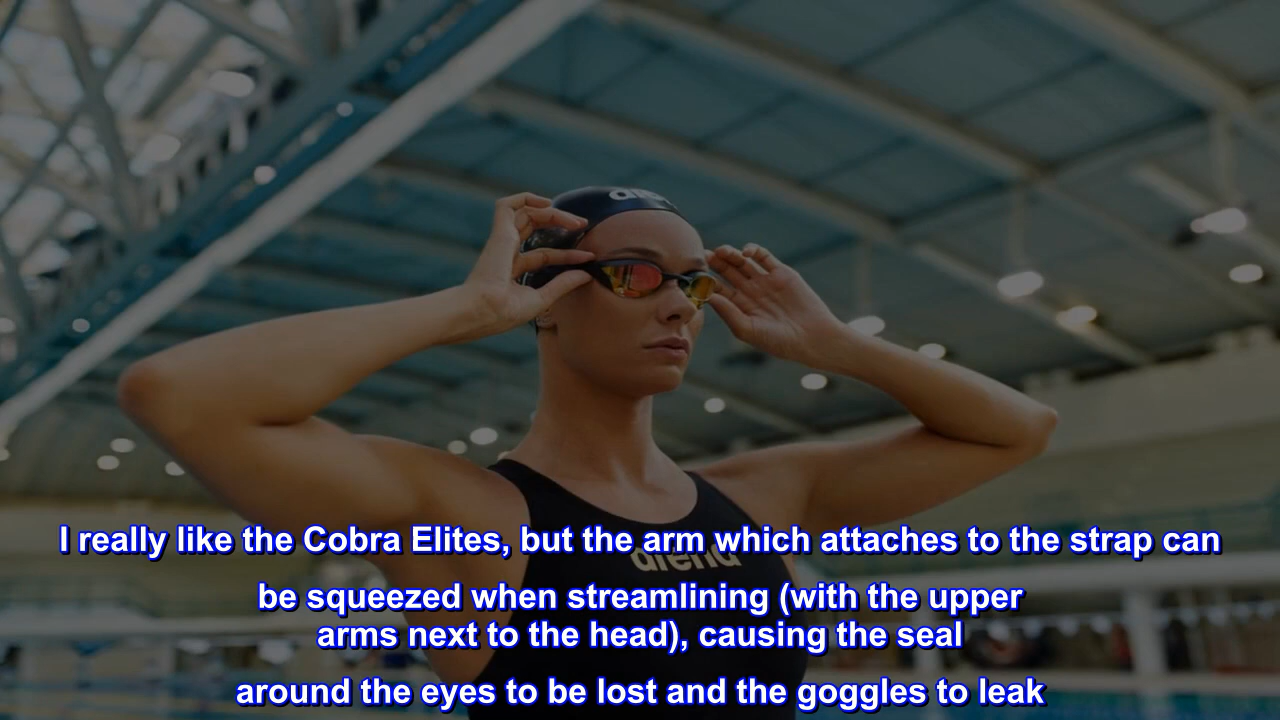 arena
I really like the Cobra Elites, but the arm which attaches to the strap can
be squeezed when streamlining (with the upper
arms next to the head), causing the seal
around the eyes to be lost and the goggles to leak